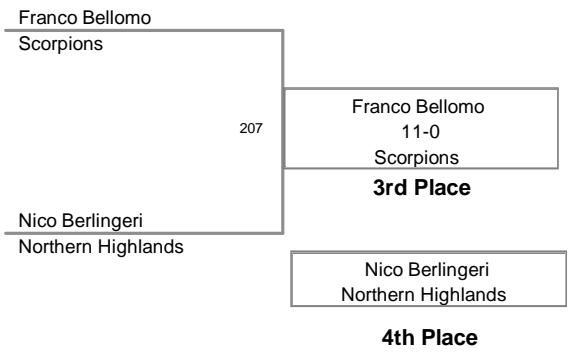 Franco Bellomo
Scorpions
207
Franco Bellomo
11-0
Scorpions
3rd Place
Nico Berlingeri
Northern Highlands
Nico Berlingeri
Northern Highlands
4th Place